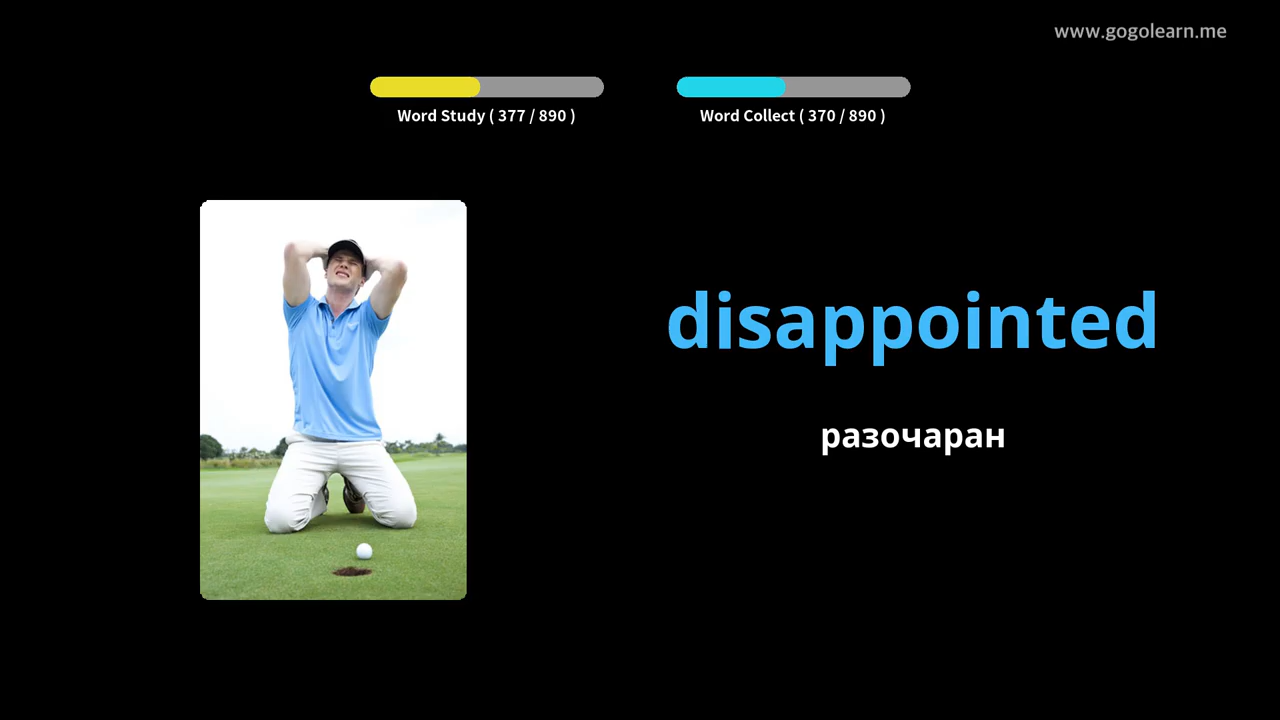 www.gogolearn.me
Word Study ( 377 / 890 )
Word Collect ( 370 / 890 )
disappointed
разочаран